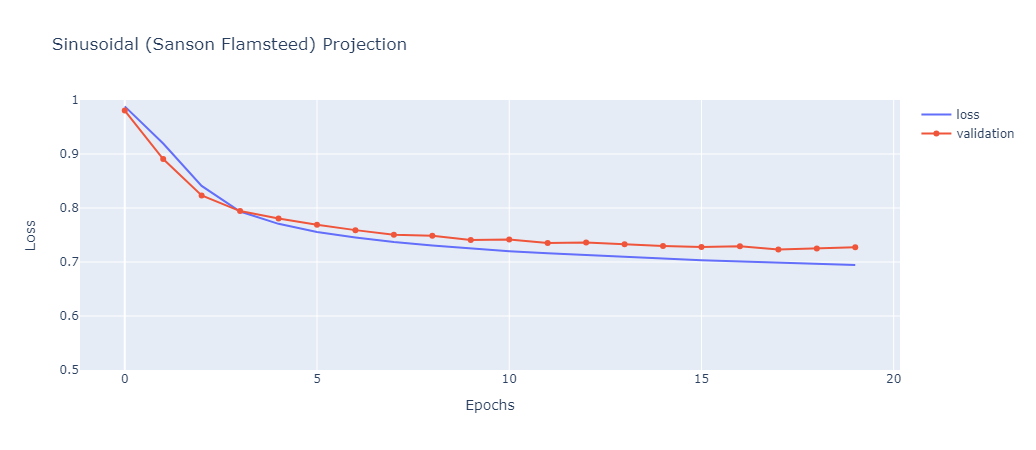 Sinusoidal (Sanson Flamsteed) Projection
1
0.9
0.8
0.7
0.6
0.5
Loss
0
5
10
15
20
Epochs
loss
validation